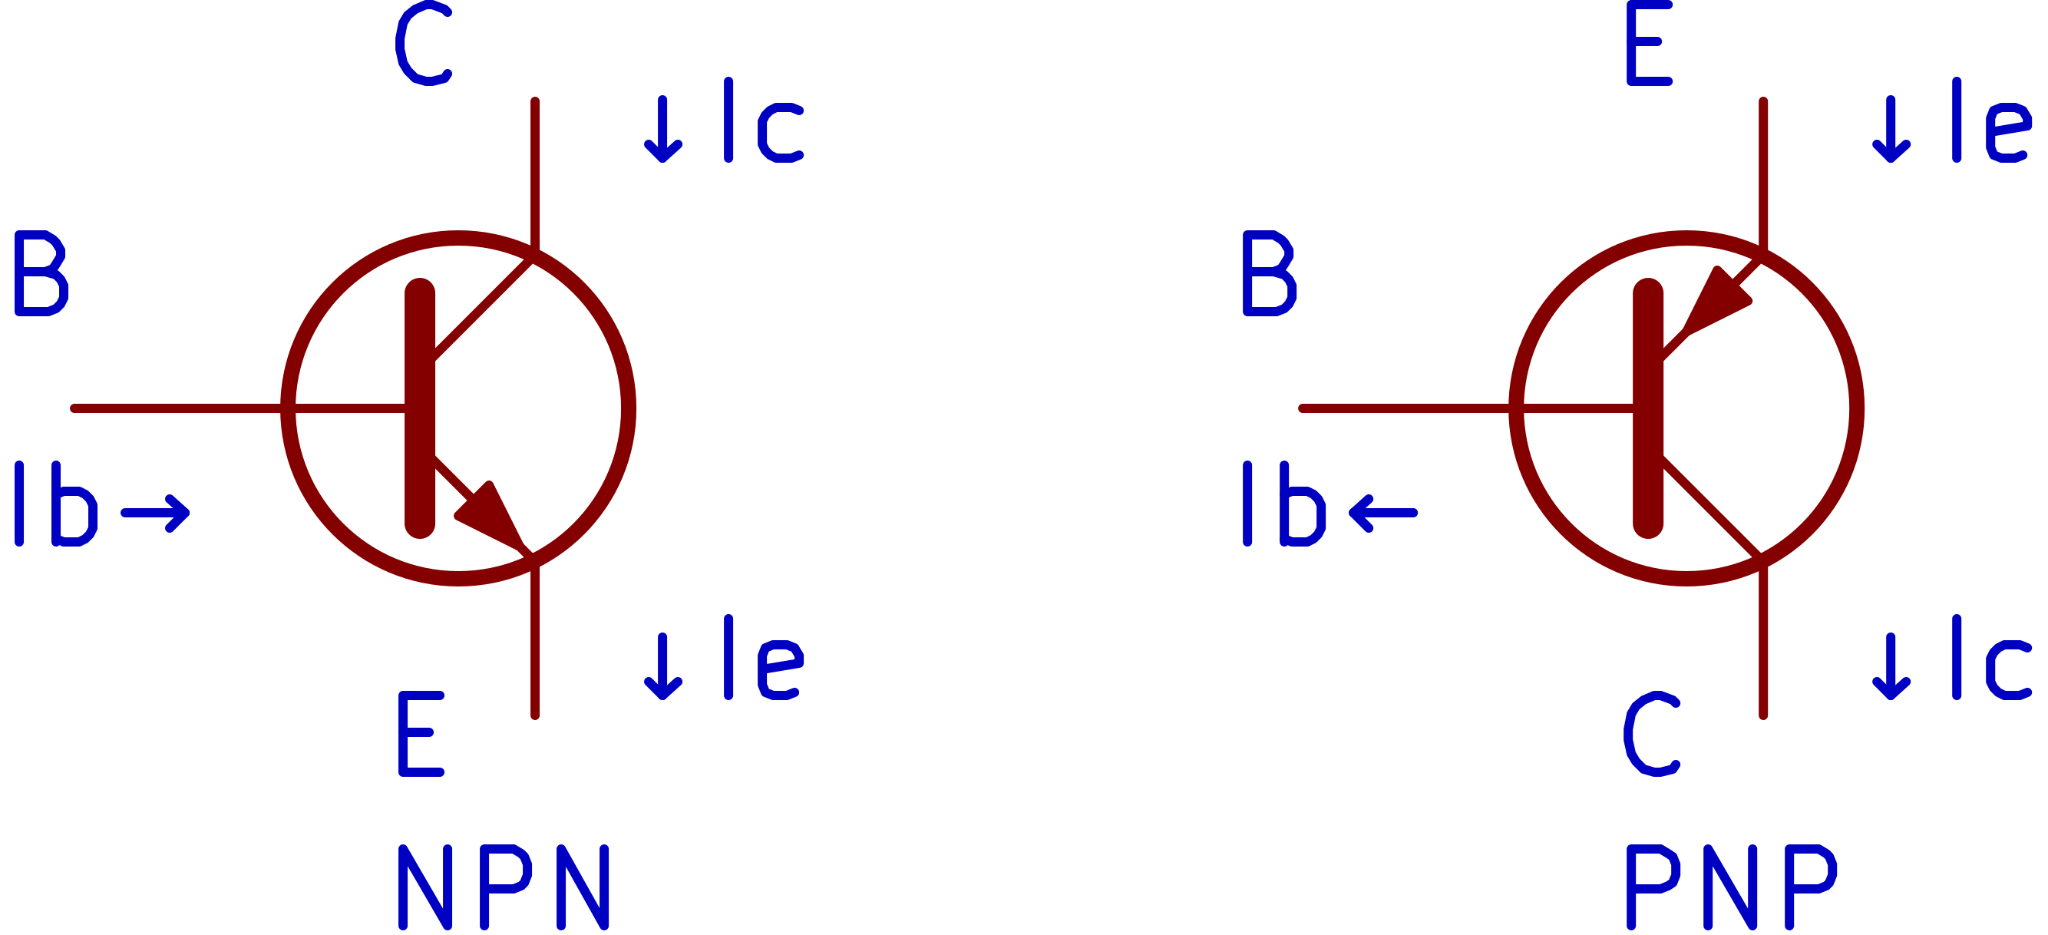 C
↓ Ic
B
Ib →
↓ Ie
E
NPN
E
↓ Ie
B
Ib ←
↓ Ic
C
PNP